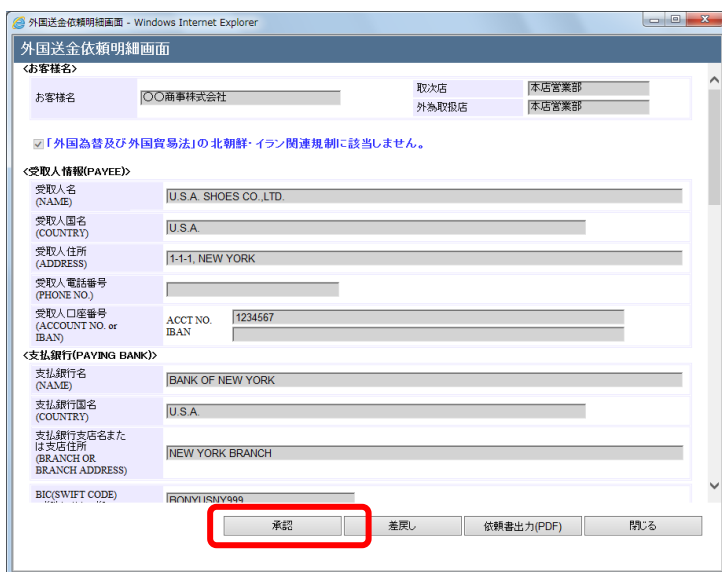 外国送金依頼明細画面 - Windows Internet Explorer
外国送金依頼明細画面
<お客様名>
お客様名 〇〇商事株式会社 取次店 本店営業部
外為取扱店 本店営業部
「外国為替及び外国貿易法」の北朝鮮・イラン関連規制に該当しません。
<受取人情報(PAYEE)>
受取人名
(NAME) U.S.A. SHOES CO.,LTD.
受取人国名
(COUNTRY) U.S.A.
受取人住所
(ADDRESS) 1-1-1, NEW YORK
受取人電話番号
(PHONE NO.)
受取人口座番号
(ACCOUNT NO. or
IBAN)
ACCT NO. 1234567
IBAN
<支払銀行(PAYING BANK)>
支払銀行名
(NAME) BANK OF NEW YORK
支払銀行国名
(COUNTRY) U.S.A.
支払銀行支店名また
は支店住所
(BRANCH OR
BRANCH ADDRESS)
NEW YORK BRANCH
BIC(SWIFT CODE) BONYUSNY999
承認 差戻し 依頼書出力(PDF) 閉じる